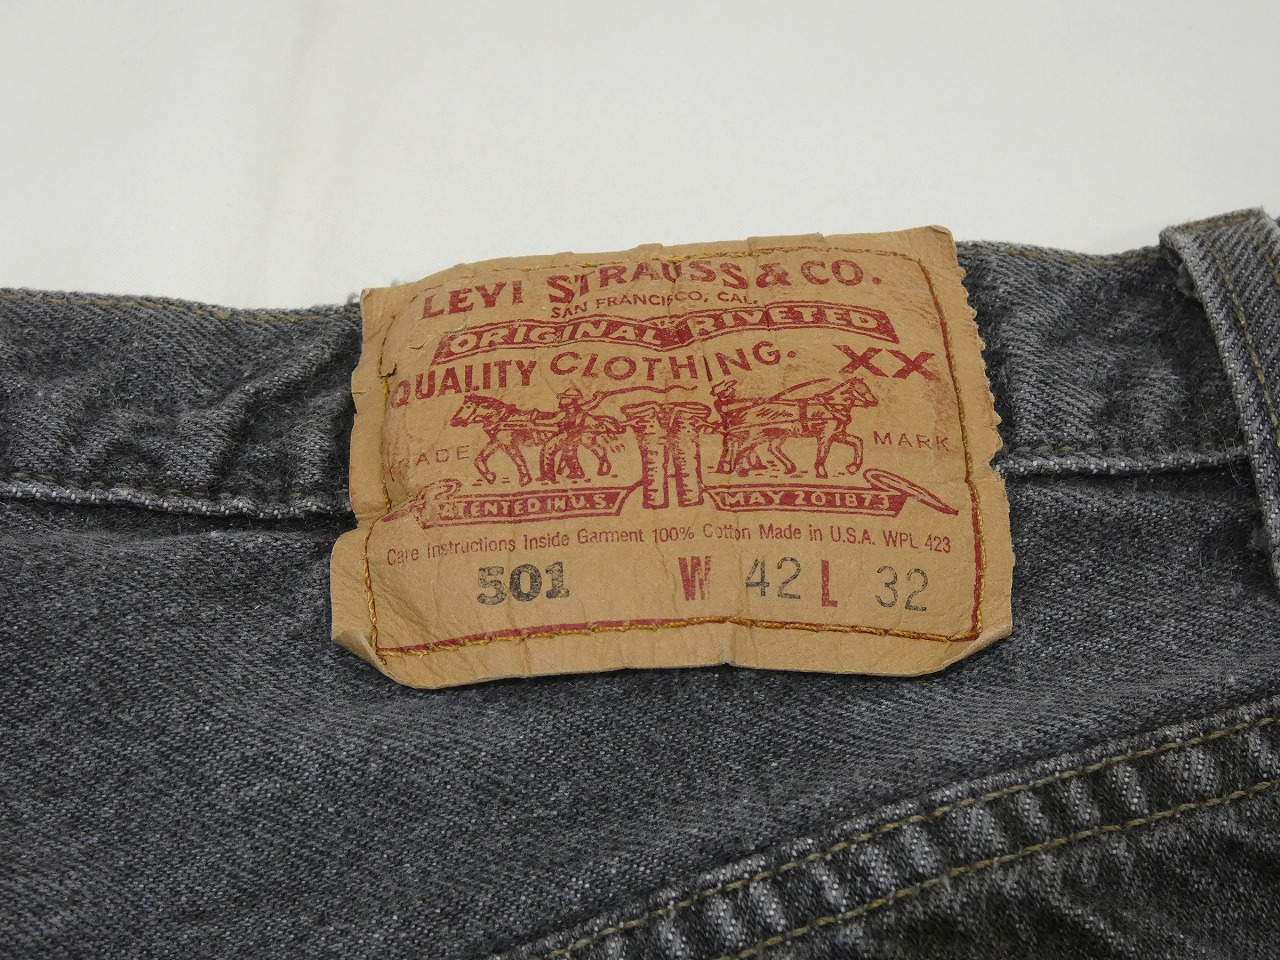 LEVI STRAUSS & CO.
SAN FRANCISCO, CAL.
ORIGINAL RIVETED
QUALITY CLOTHING. XX
TRADE MARK
PATENTED IN U.S. MAY 20 1873
Care Instructions Inside Garment 100% Cotton Made in U.S.A. WPL 423
501 W 42 L 32